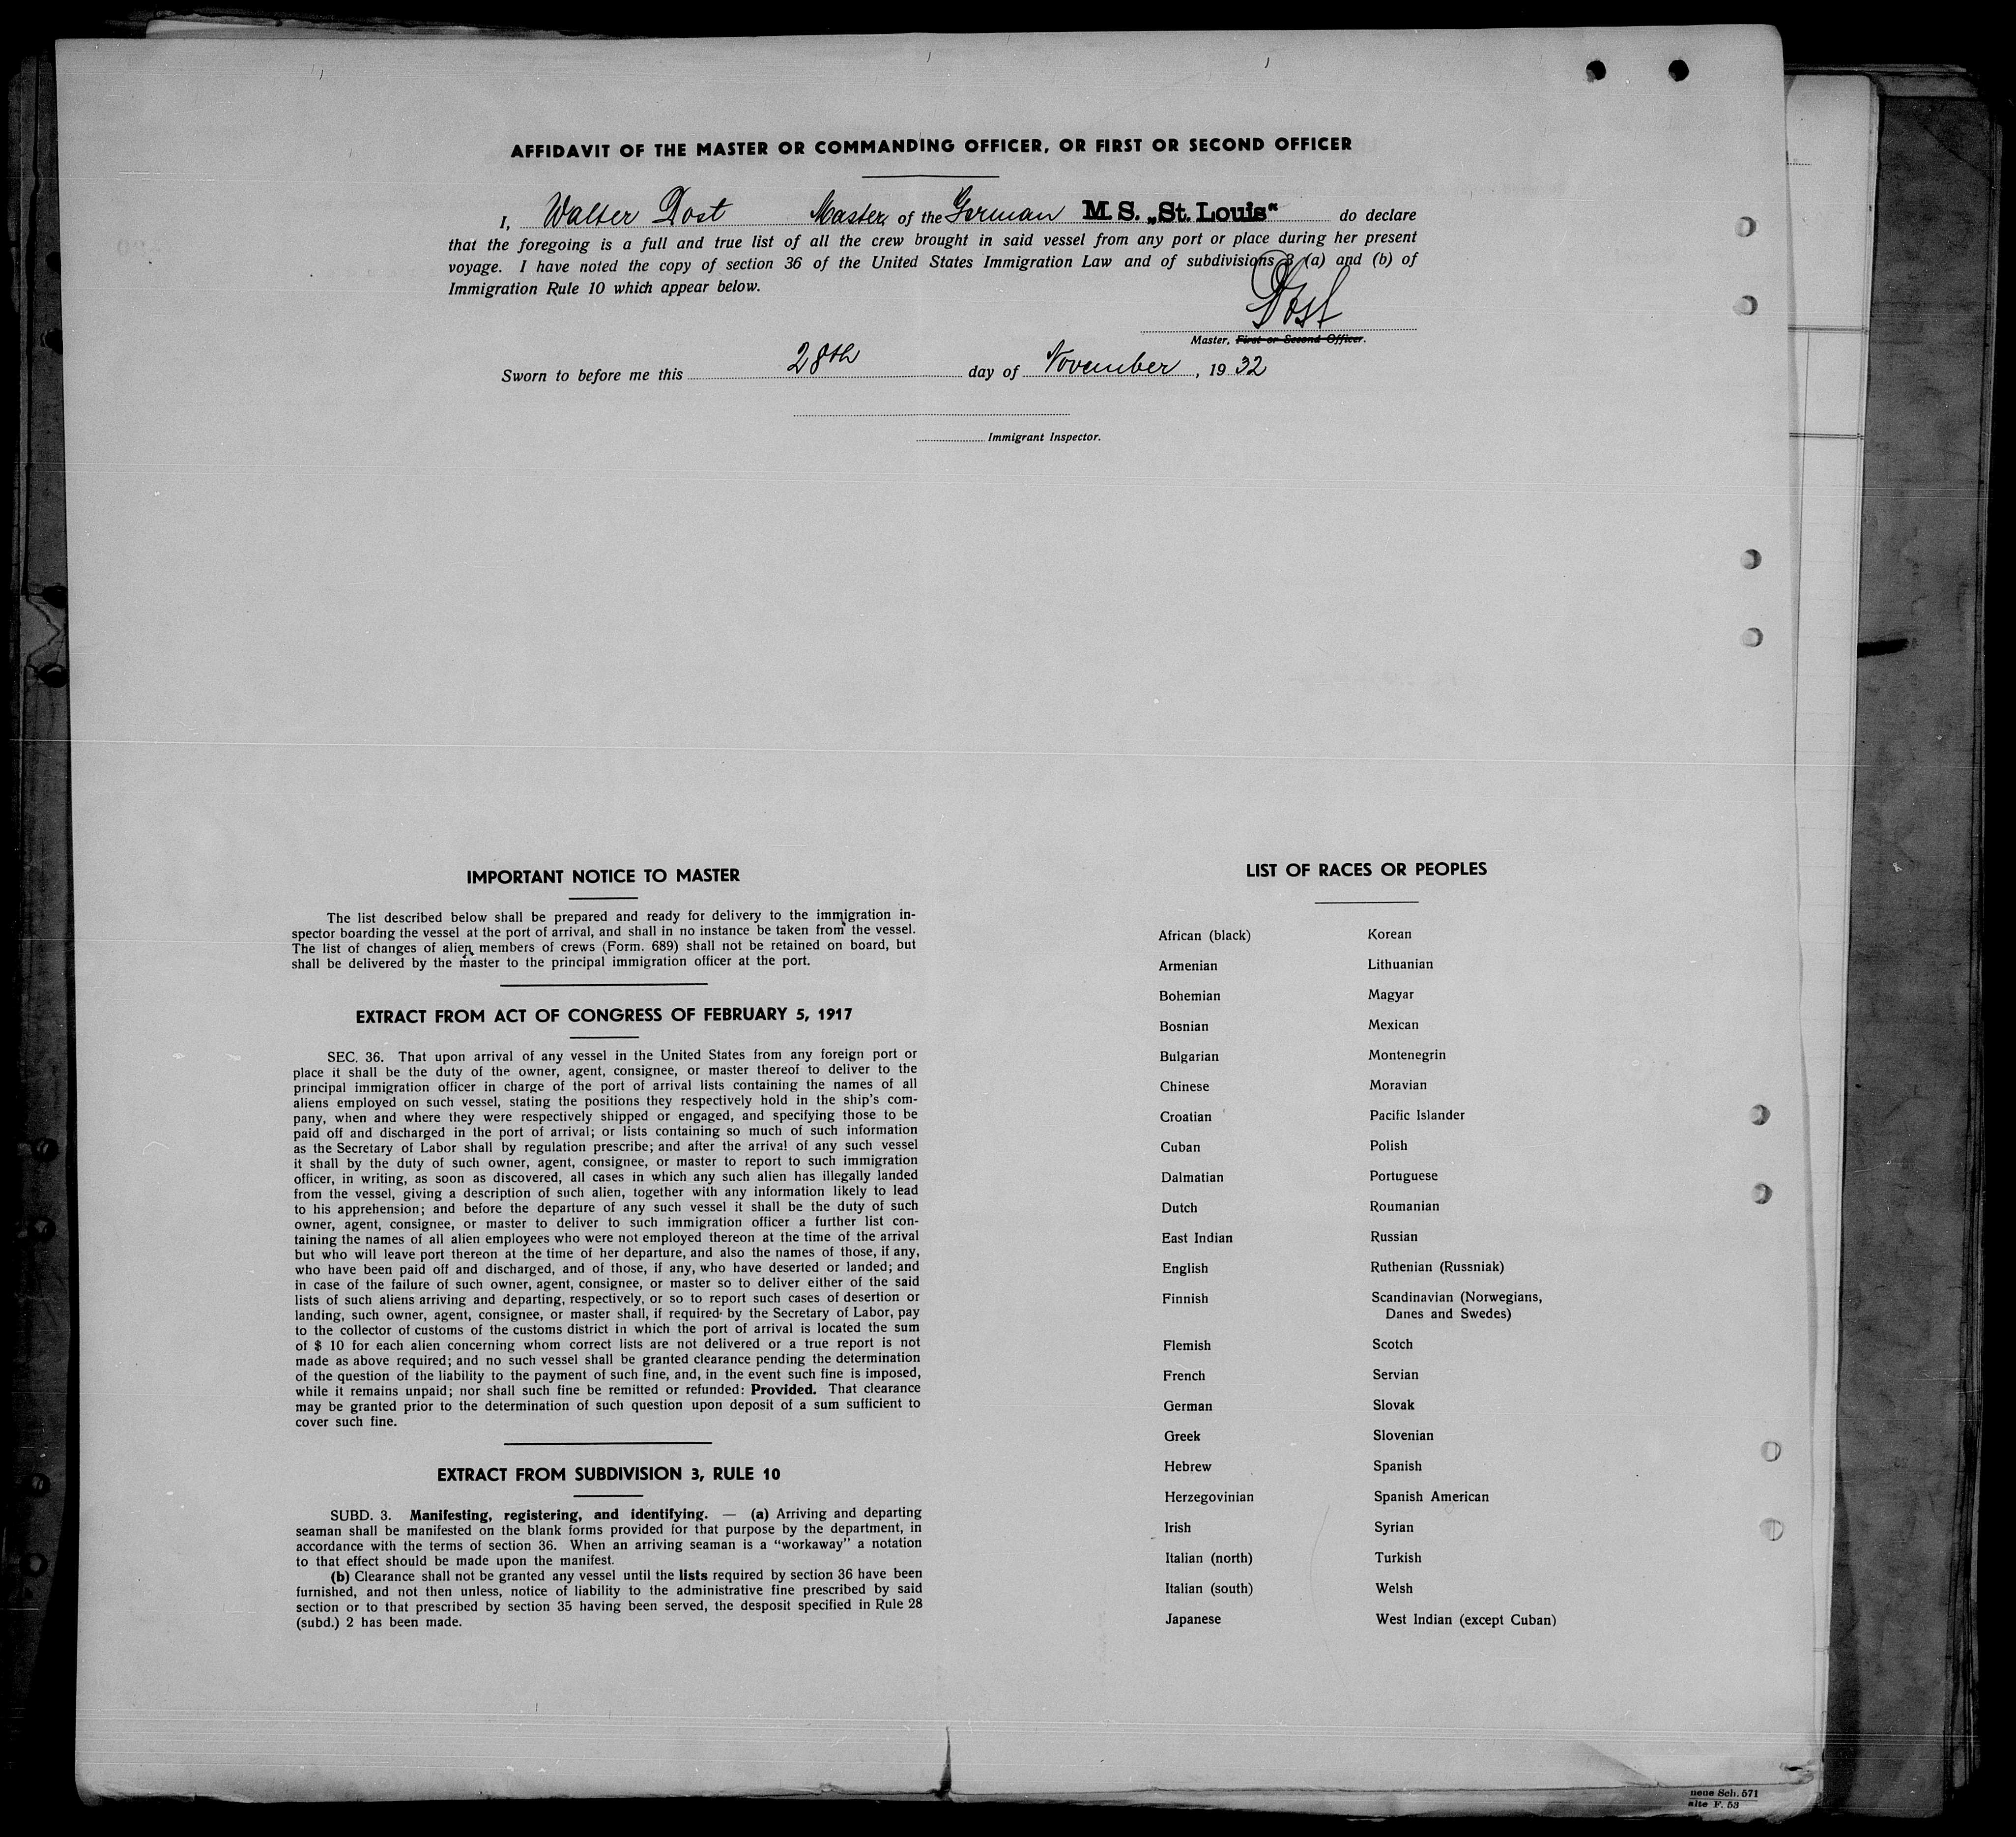 AFFIDAVIT OF THE MASTER OR COMMANDING OFFICER, OR FIRST OR SECOND OFFICER
I, Walter Dost Master, of the German M.S. „St. Louis“ do declare
that the foregoing is a full and true list of all the crew brought in said vessel from any port or place during her present
voyage. I have noted the copy of section 36 of the United States Immigration Law and of subdivisions 3 (a) and (b) of
Immigration Rule 10 which appear below.
Dost
Master, First or Second Officer.
Sworn to before me this 28th day of November, 1932
Immigrant Inspector.
IMPORTANT NOTICE TO MASTER
The list described below shall be prepared and ready for delivery to the immigration in-
spector boarding the vessel at the port of arrival, and shall in no instance be taken from the vessel.
The list of changes of alien members of crews (Form. 689) shall not be retained on board, but
shall be delivered by the master to the principal immigration officer at the port.
EXTRACT FROM ACT OF CONGRESS OF FEBRUARY 5, 1917
SEC. 36. That upon arrival of any vessel in the United States from any foreign port or
place it shall be the duty of the owner, agent, consignee, or master thereof to deliver to the
principal immigration officer in charge of the port of arrival lists containing the names of all
aliens employed on such vessel, stating the positions they respectively hold in the ship's com-
pany, when and where they were respectively shipped or engaged, and specifying those to be
paid off and discharged in the port of arrival; or lists containing so much of such information
as the Secretary of Labor shall by regulation prescribe; and after the arrival of any such vessel
it shall by the duty of such owner, agent, consignee, or master to report to such immigration
officer, in writing, as soon as discovered, all cases in which any such alien has illegally landed
from the vessel, giving a description of such alien, together with any information likely to lead
to his apprehension; and before the departure of any such vessel it shall be the duty of such
owner, agent, consignee, or master to deliver to such immigration officer a further list con-
taining the names of all alien employees who were not employed thereon at the time of the arrival
but who will leave port thereon at the time of her departure, and also the names of those, if any,
who have been paid off and discharged, and of those, if any, who have deserted or landed; and
in case of the failure of such owner, agent, consignee, or master so to deliver either of the said
lists of such aliens arriving and departing, respectively, or so to report such cases of desertion or
landing, such owner, agent, consignee, or master shall, if required by the Secretary of Labor, pay
to the collector of customs of the customs district in which the port of arrival is located the sum
of $ 10 for each alien concerning whom correct lists are not delivered or a true report is not
made as above required; and no such vessel shall be granted clearance pending the determination
of the question of the liability to the payment of such fine, and, in the event such fine is imposed,
while it remains unpaid; nor shall such fine be remitted or refunded: Provided. That clearance
may be granted prior to the determination of such question upon deposit of a sum sufficient to
cover such fine.
EXTRACT FROM SUBDIVISION 3, RULE 10
SUBD. 3. Manifesting, registering, and identifying. — (a) Arriving and departing
seaman shall be manifested on the blank forms provided for that purpose by the department, in
accordance with the terms of section 36. When an arriving seaman is a “workaway” a notation
to that effect should be made upon the manifest.
(b) Clearance shall not be granted any vessel until the lists required by section 36 have been
furnished, and not then unless, notice of liability to the administrative fine prescribed by said
section or to that prescribed by section 35 having been served, the desposit specified in Rule 28
(subd.) 2 has been made.
LIST OF RACES OR PEOPLES
African (black)
Armenian
Bohemian
Bosnian
Bulgarian
Chinese
Croatian
Cuban
Dalmatian
Dutch
East Indian
English
Finnish
Flemish
French
German
Greek
Hebrew
Herzegovinian
Irish
Italian (north)
Italian (south)
Japanese
Korean
Lithuanian
Magyar
Mexican
Montenegrin
Moravian
Pacific Islander
Polish
Portuguese
Roumanian
Russian
Ruthenian (Russniak)
Scandinavian (Norwegians,
Danes and Swedes)
Scotch
Servian
Slovak
Slovenian
Spanish
Spanish American
Syrian
Turkish
Welsh
West Indian (except Cuban)
neue Sch. 571
alte F. 53